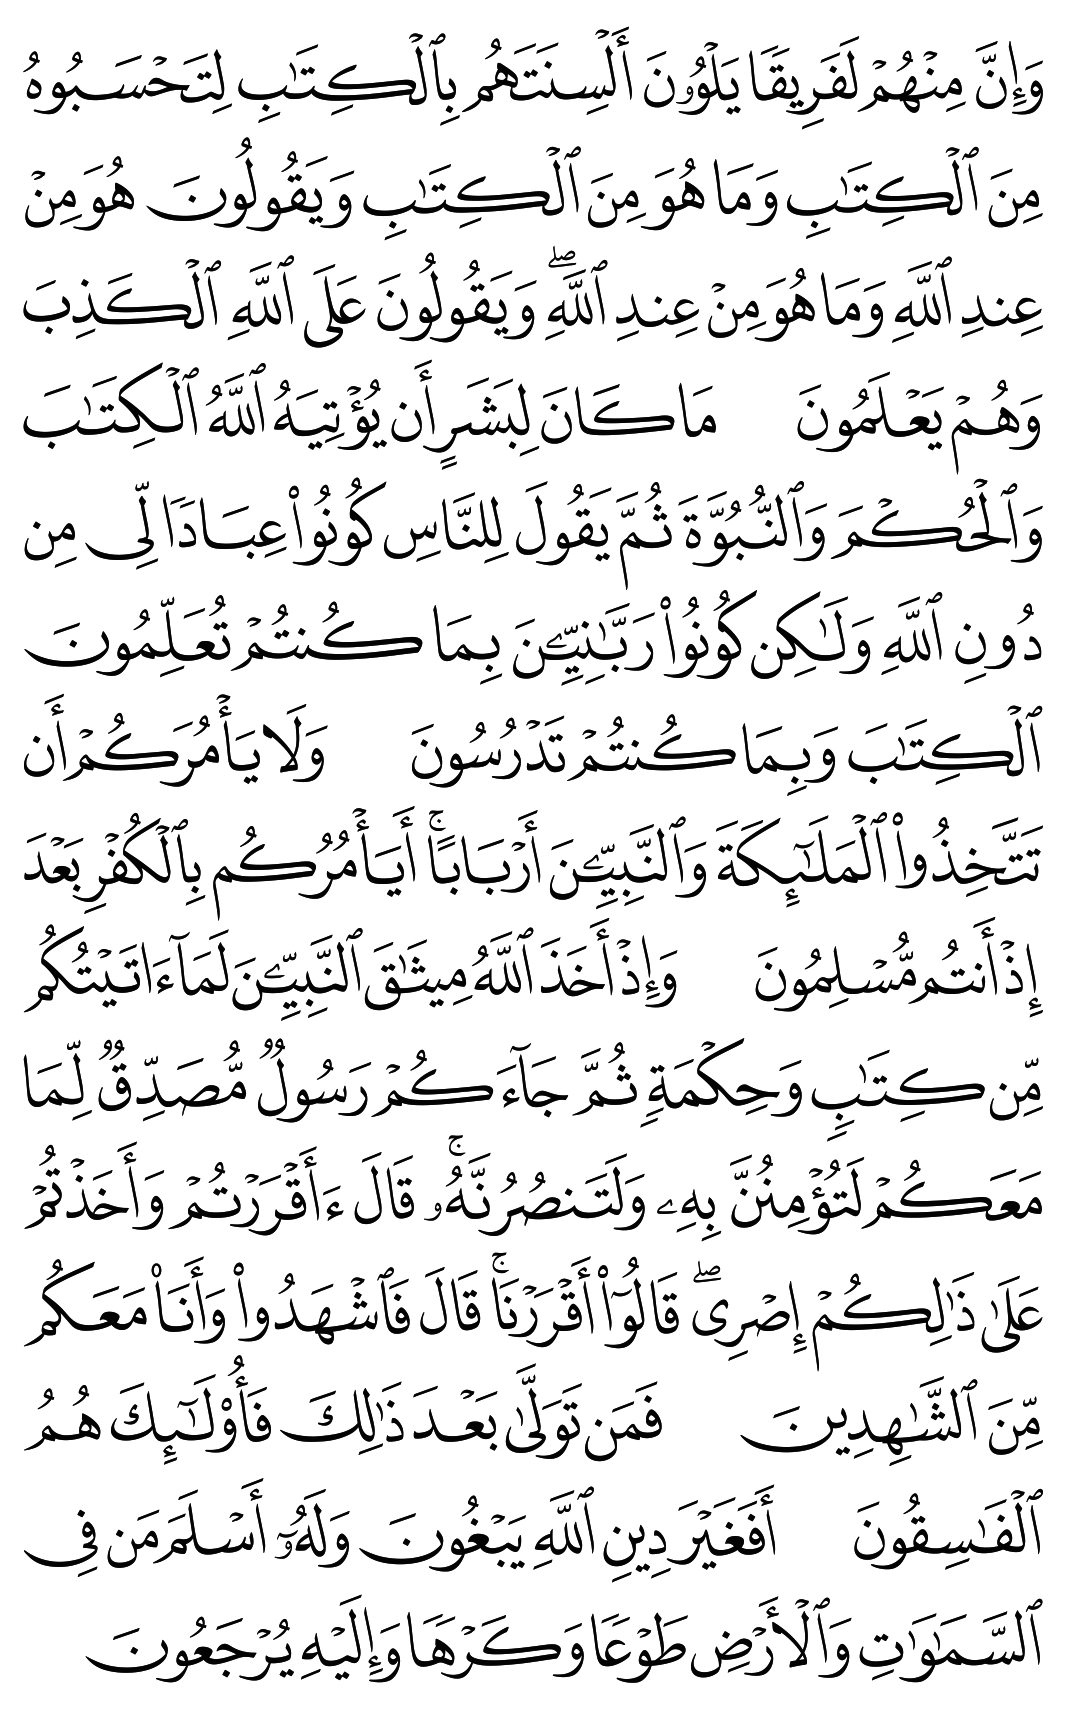 وَإِنَّ مِنۡهُمۡ لَفَرِيقٗا يَلۡوُۥنَ أَلۡسِنَتَهُم بِٱلۡكِتَٰبِ لِتَحۡسَبُوهُ
مِنَ ٱلۡكِتَٰبِ وَمَا هُوَ مِنَ ٱلۡكِتَٰبِ وَيَقُولُونَ هُوَ مِنۡ
عِندِ ٱللَّهِ وَمَا هُوَ مِنۡ عِندِ ٱللَّهِۖ وَيَقُولُونَ عَلَى ٱللَّهِ ٱلۡكَذِبَ
وَهُمۡ يَعۡلَمُونَ مَا كَانَ لِبَشَرٍ أَن يُؤۡتِيَهُ ٱللَّهُ ٱلۡكِتَٰبَ
وَٱلۡحُكۡمَ وَٱلنُّبُوَّةَ ثُمَّ يَقُولَ لِلنَّاسِ كُونُواْ عِبَادٗا لِّي مِن
دُونِ ٱللَّهِ وَلَٰكِن كُونُواْ رَبَّٰنِيِّـۧنَ بِمَا كُنتُمۡ تُعَلِّمُونَ
ٱلۡكِتَٰبَ وَبِمَا كُنتُمۡ تَدۡرُسُونَ وَلَا يَأۡمُرَكُمۡ أَن
تَتَّخِذُواْ ٱلۡمَلَٰٓئِكَةَ وَٱلنَّبِيِّـۧنَ أَرۡبَابًاۚ أَيَأۡمُرُكُم بِٱلۡكُفۡرِ بَعۡدَ
إِذۡ أَنتُم مُّسۡلِمُونَ وَإِذۡ أَخَذَ ٱللَّهُ مِيثَٰقَ ٱلنَّبِيِّـۧنَ لَمَآ ءَاتَيۡتُكُم
مِّن كِتَٰبٖ وَحِكۡمَةٖ ثُمَّ جَآءَكُمۡ رَسُولٞ مُّصَدِّقٞ لِّمَا
مَعَكُمۡ لَتُؤۡمِنُنَّ بِهِۦ وَلَتَنصُرُنَّهُۥۚ قَالَ ءَأَقۡرَرۡتُمۡ وَأَخَذۡتُمۡ
عَلَىٰ ذَٰلِكُمۡ إِصۡرِيۖ قَالُوٓاْ أَقۡرَرۡنَاۚ قَالَ فَٱشۡهَدُواْ وَأَنَا۠ مَعَكُم
مِّنَ ٱلشَّٰهِدِينَ فَمَن تَوَلَّىٰ بَعۡدَ ذَٰلِكَ فَأُوْلَٰٓئِكَ هُمُ
ٱلۡفَٰسِقُونَ أَفَغَيۡرَ دِينِ ٱللَّهِ يَبۡغُونَ وَلَهُۥٓ أَسۡلَمَ مَن فِي
ٱلسَّمَٰوَٰتِ وَٱلۡأَرۡضِ طَوۡعٗا وَكَرۡهٗا وَإِلَيۡهِ يُرۡجَعُونَ